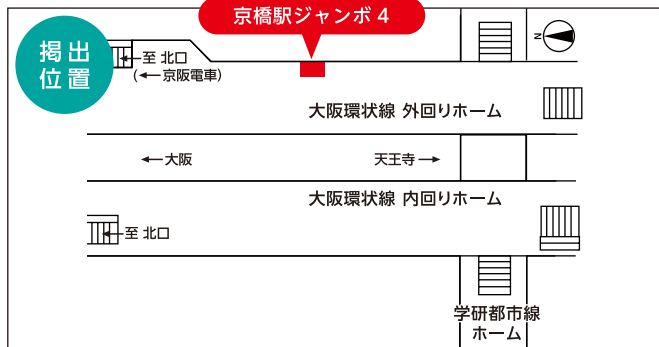 京橋駅ジャンボ 4
掲出
位置
←至 北口
(←京阪電車)
N
大阪環状線 外回りホーム
←大阪
天王寺→
大阪環状線 内回りホーム
←至 北口
学研都市線
ホーム